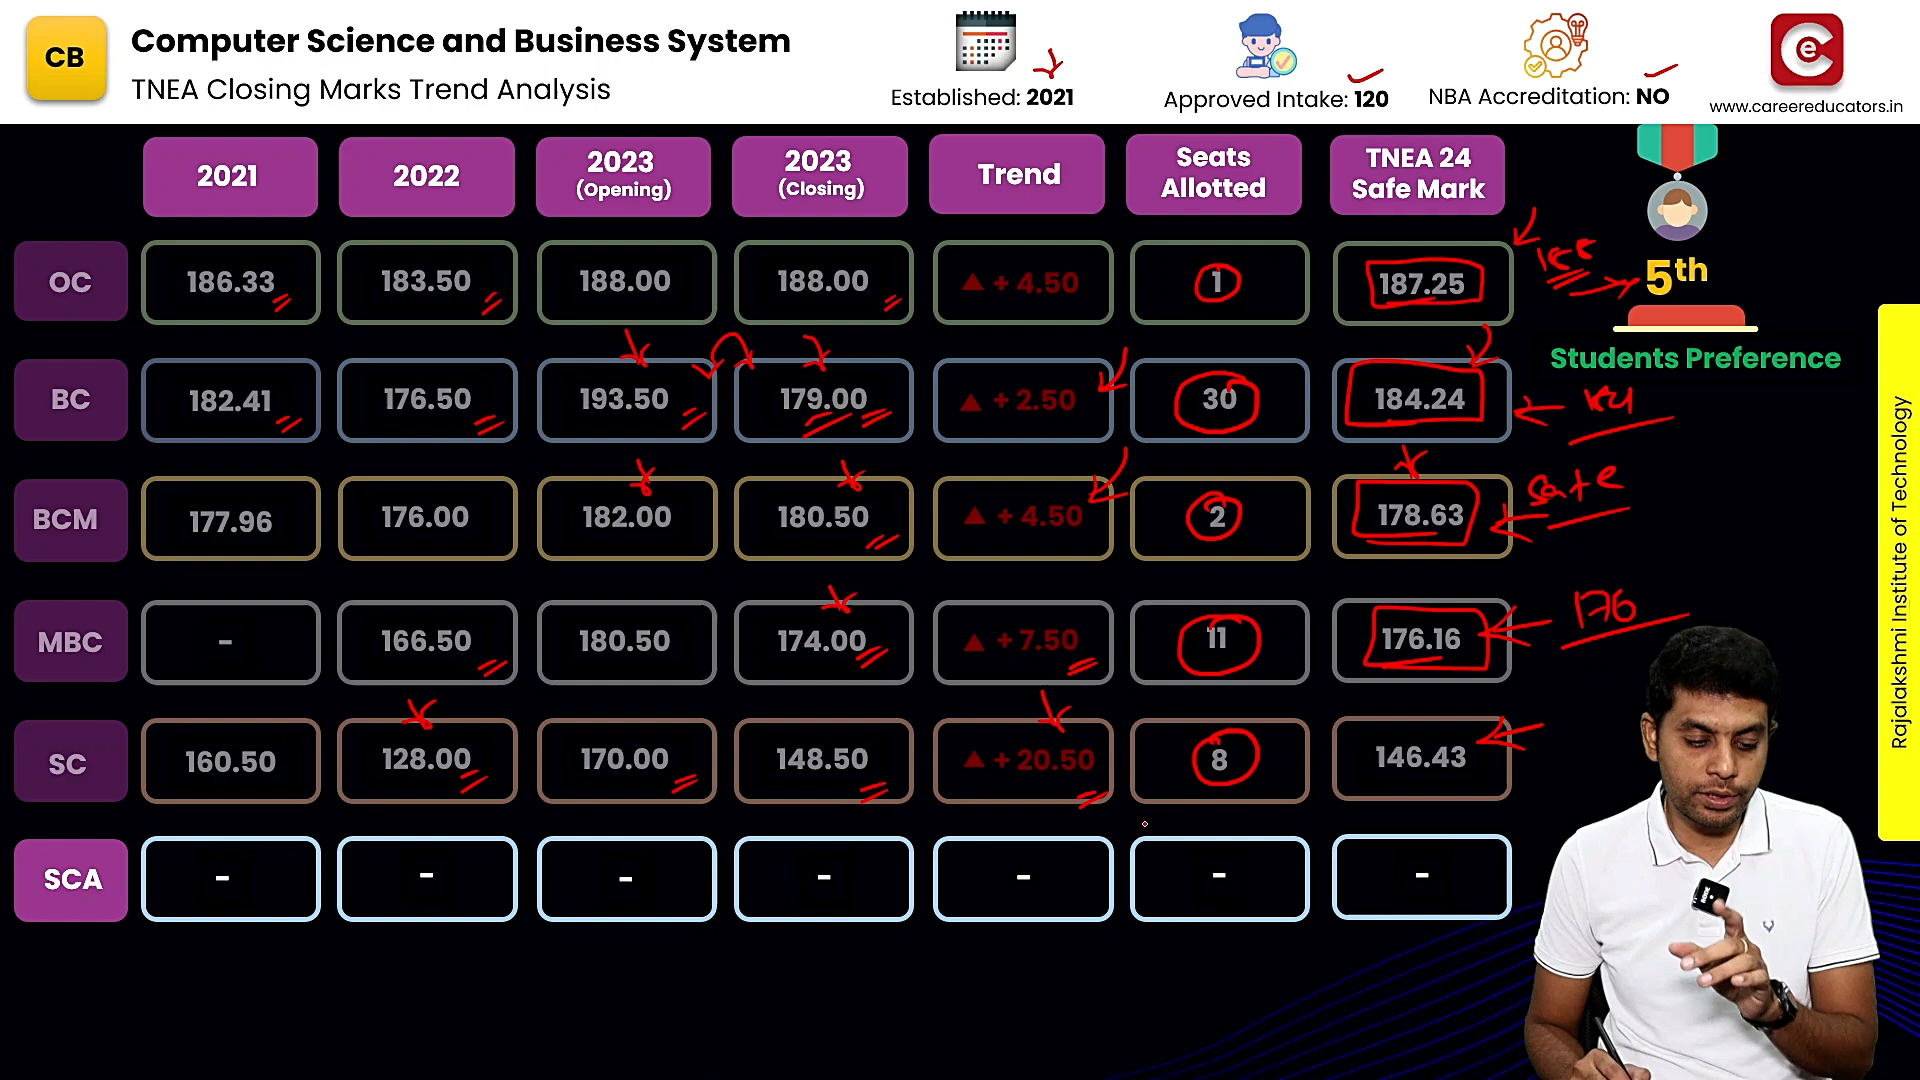 CB
Computer Science and Business System
TNEA Closing Marks Trend Analysis
Established: 2021
Approved Intake: 120
NBA Accreditation: NO
e
www.careereducators.in
2021
2022
2023 (Opening)
2023 (Closing)
Trend
Seats Allotted
TNEA 24 Safe Mark
OC
186.33
183.50
188.00
188.00
▲ + 4.50
1
187.25
188
5th
Students Preference
BC
182.41
176.50
193.50
179.00
▲ + 2.50
30
184.24
BCM
177.96
176.00
182.00
180.50
▲ + 4.50
2
178.63
safe
MBC
-
166.50
180.50
174.00
▲ + 7.50
11
176.16
176
SC
160.50
128.00
170.00
148.50
▲ + 20.50
8
146.43
SCA
-
-
-
-
-
-
-
Rajalakshmi Institute of Technology